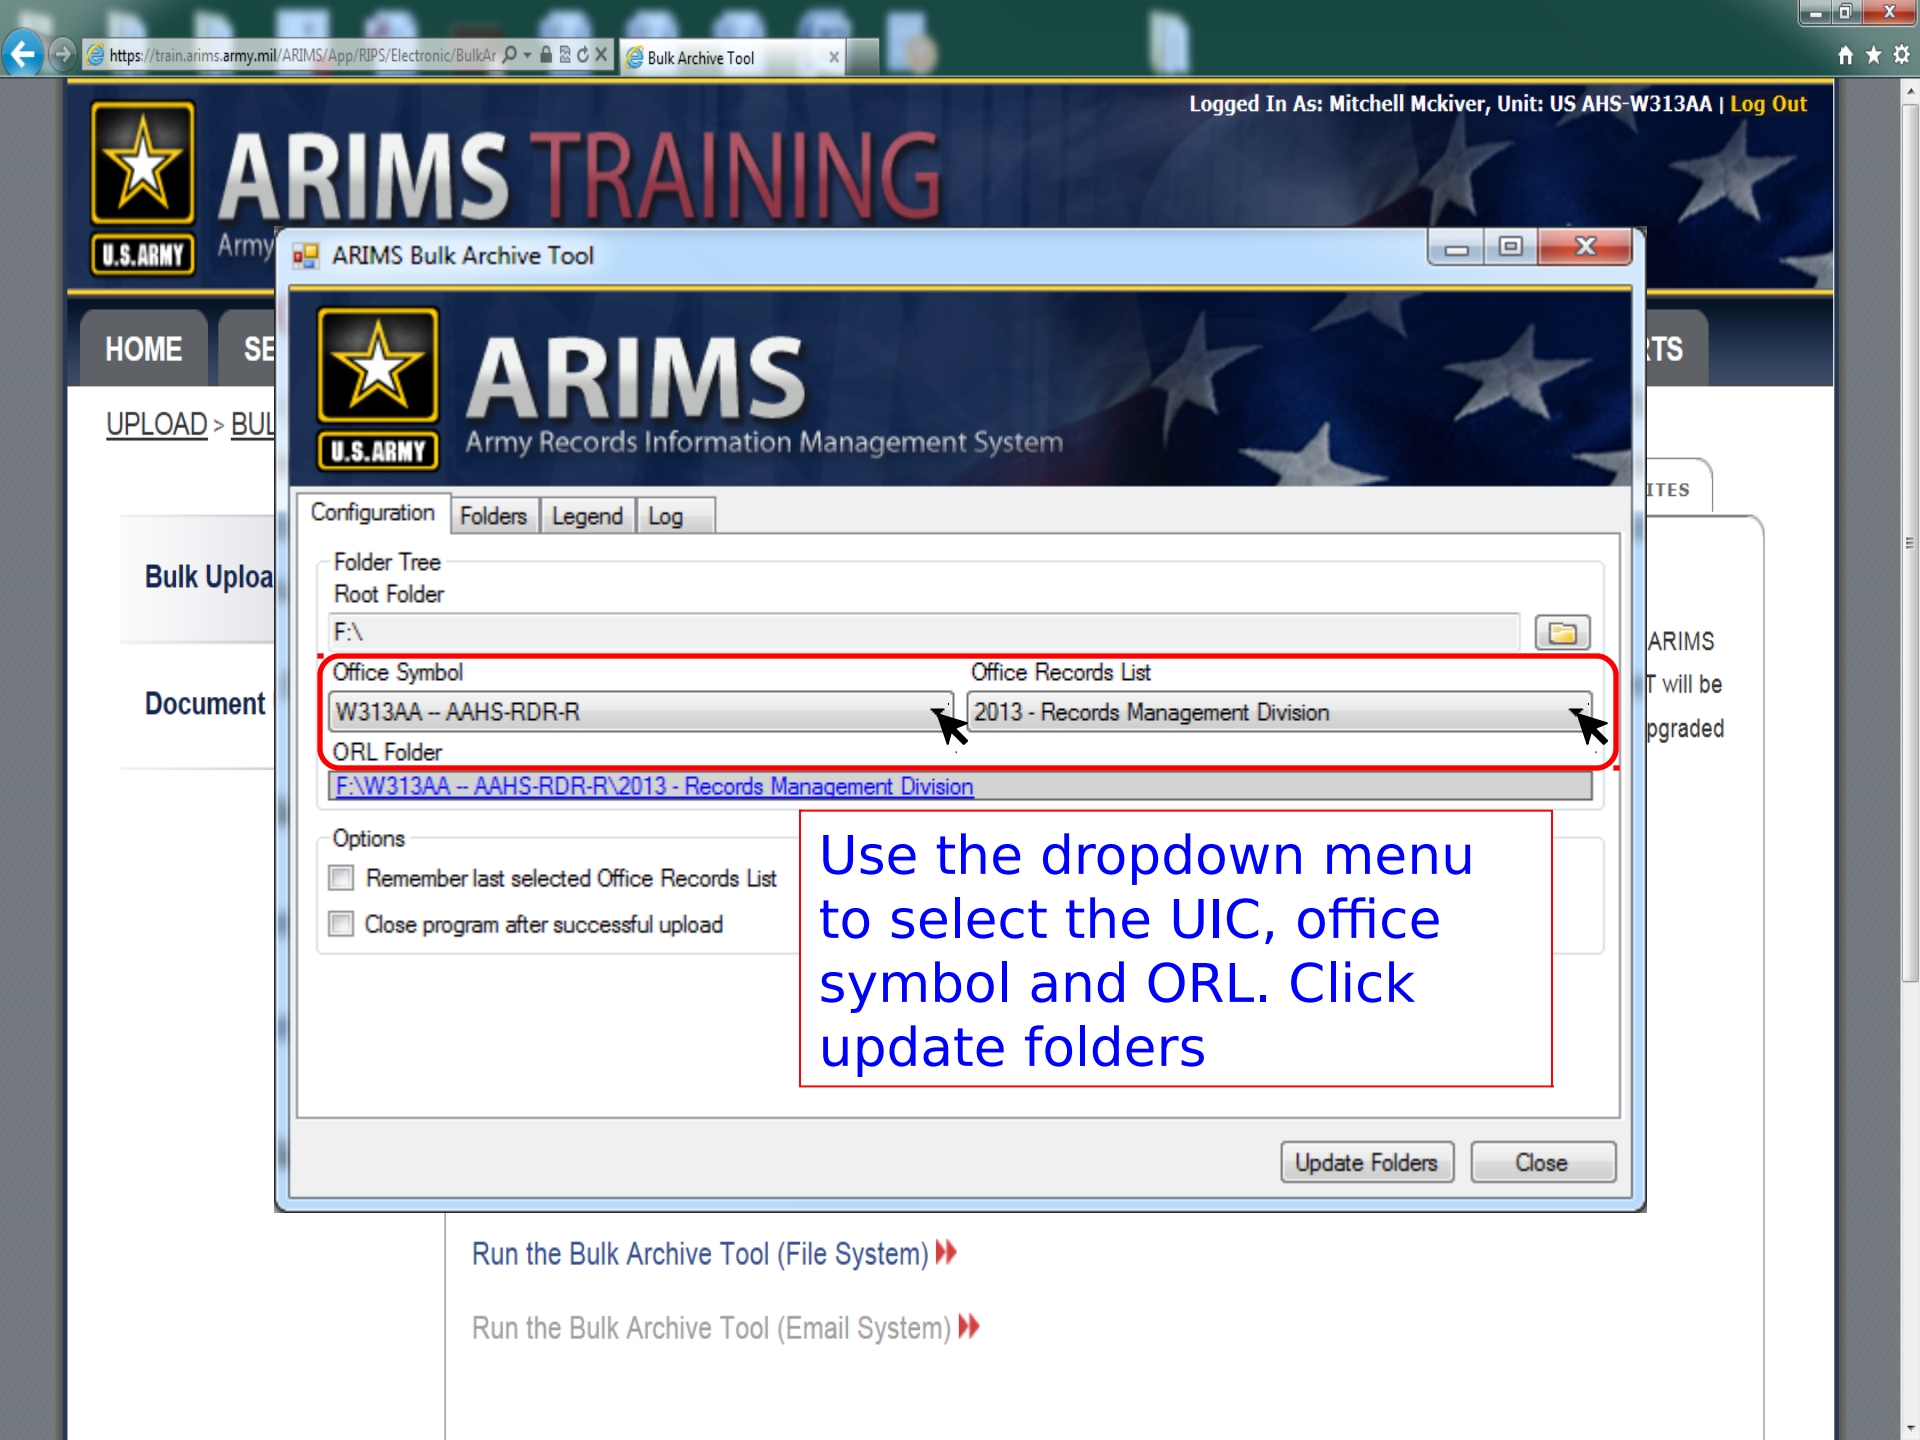 https://train.arims.army.mil/ARIMS/App/RIPS/Electronic/BulkAr
Bulk Archive Tool
Logged In As: Mitchell Mckiver, Unit: US AHS-W313AA | Log Out
ARIMS TRAINING
Army
U.S.ARMY
ARIMS Bulk Archive Tool
HOME
SE
RTS
ARIMS
Army Records Information Management System
U.S.ARMY
UPLOAD > BUL
ITES
Configuration Folders Legend Log
Folder Tree
Root Folder
F:\
Bulk Uploa
ARIMS
Office Symbol Office Records List
T will be
W313AA -- AAHS-RDR-R 2013 - Records Management Division
Document
pgraded
ORL Folder
F:\W313AA -- AAHS-RDR-R\2013 - Records Management Division
Options
Remember last selected Office Records List
Close program after successful upload
Use the dropdown menu
to select the UIC, office
symbol and ORL. Click
update folders
Update Folders Close
Run the Bulk Archive Tool (File System)
Run the Bulk Archive Tool (Email System)